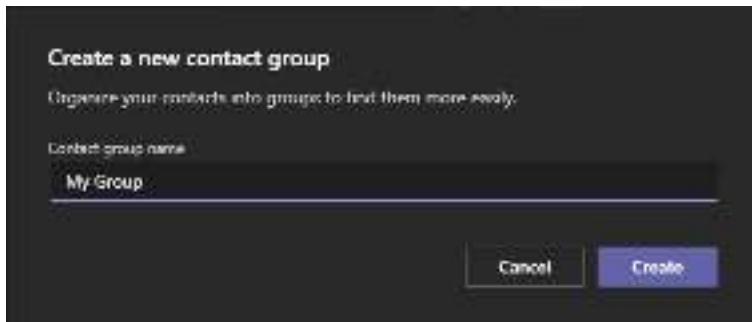 Create a new contact group
Organize your contacts into groups to find them more easily.
Contact group name
My Group
Cancel
Create